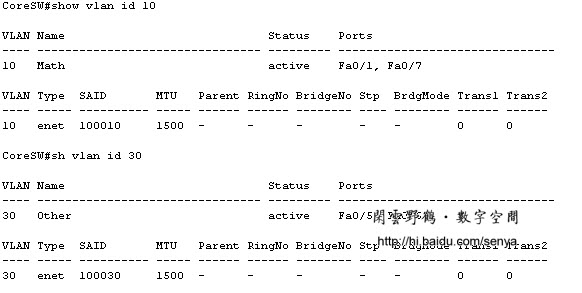 CoreSW#show vlan id 10
VLAN Name Status Ports
---- -------------------------------- --------- -------------------------------
10 Math active Fa0/1, Fa0/7
VLAN Type SAID MTU Parent RingNo BridgeNo Stp BrdgMode Trans1 Trans2
---- ----- ---------- ----- ------ ------ -------- ---- -------- ------ ------
10 enet 100010 1500 - - - - - 0 0
CoreSW#sh vlan id 30
VLAN Name Status Ports
---- -------------------------------- --------- -------------------------------
30 Other active Fa0/5
閑雲野鶴·數字空間
http://hi.baidu.com/senya
VLAN Type SAID MTU Parent RingNo BridgeNo Stp BrdgMode Trans1 Trans2
---- ----- ---------- ----- ------ ------ -------- ---- -------- ------ ------
30 enet 100030 1500 - - - - - 0 0